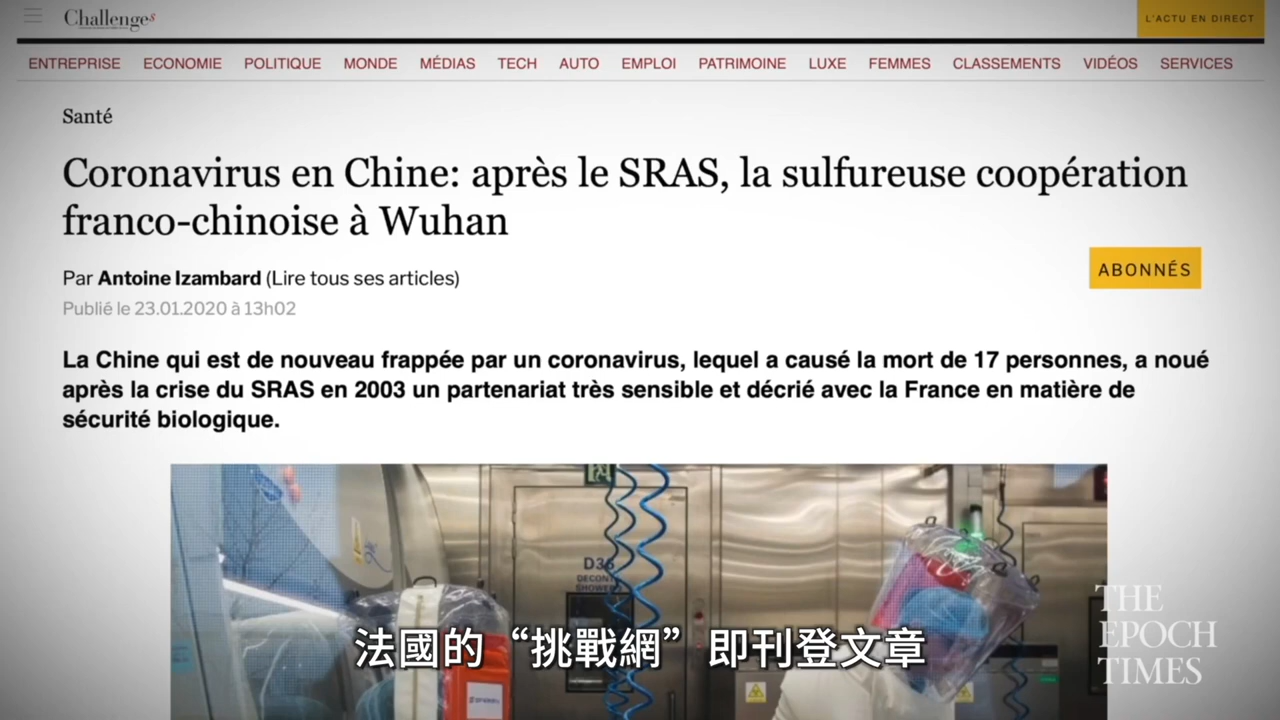 Challenges
L'ACTU EN DIRECT
ENTREPRISE ECONOMIE POLITIQUE MONDE MÉDIAS TECH AUTO EMPLOI PATRIMOINE LUXE FEMMES CLASSEMENTS VIDÉOS SERVICES
Santé
Coronavirus en Chine: après le SRAS, la sulfureuse coopération
franco-chinoise à Wuhan
Par Antoine Izambard (Lire tous ses articles)
ABONNÉS
Publié le 23.01.2020 à 13h02
La Chine qui est de nouveau frappée par un coronavirus, lequel a causé la mort de 17 personnes, a noué
après la crise du SRAS en 2003 un partenariat très sensible et décrié avec la France en matière de
sécurité biologique.
法國的“挑戰網”即刊登文章
THE
EPOCH
TIMES